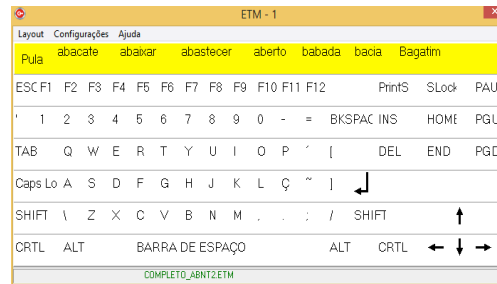 ETM - 1
Layout Configurações Ajuda
Pula abacate abaixar abastecer aberto babada bacia Bagatim
ESC F1 F2 F3 F4 F5 F6 F7 F8 F9 F10 F11 F12 PrintS SLock PAU
' 1 2 3 4 5 6 7 8 9 0 - = BKSPAC INS HOME PGU
TAB Q W E R T Y U I O P ´ [ DEL END PGD
Caps Lo A S D F G H J K L Ç ~ ]
SHIFT \ Z X C V B N M , . ; / SHIFT
CRTL ALT BARRA DE ESPAÇO ALT CRTL
COMPLETO_ABNT2.ETM